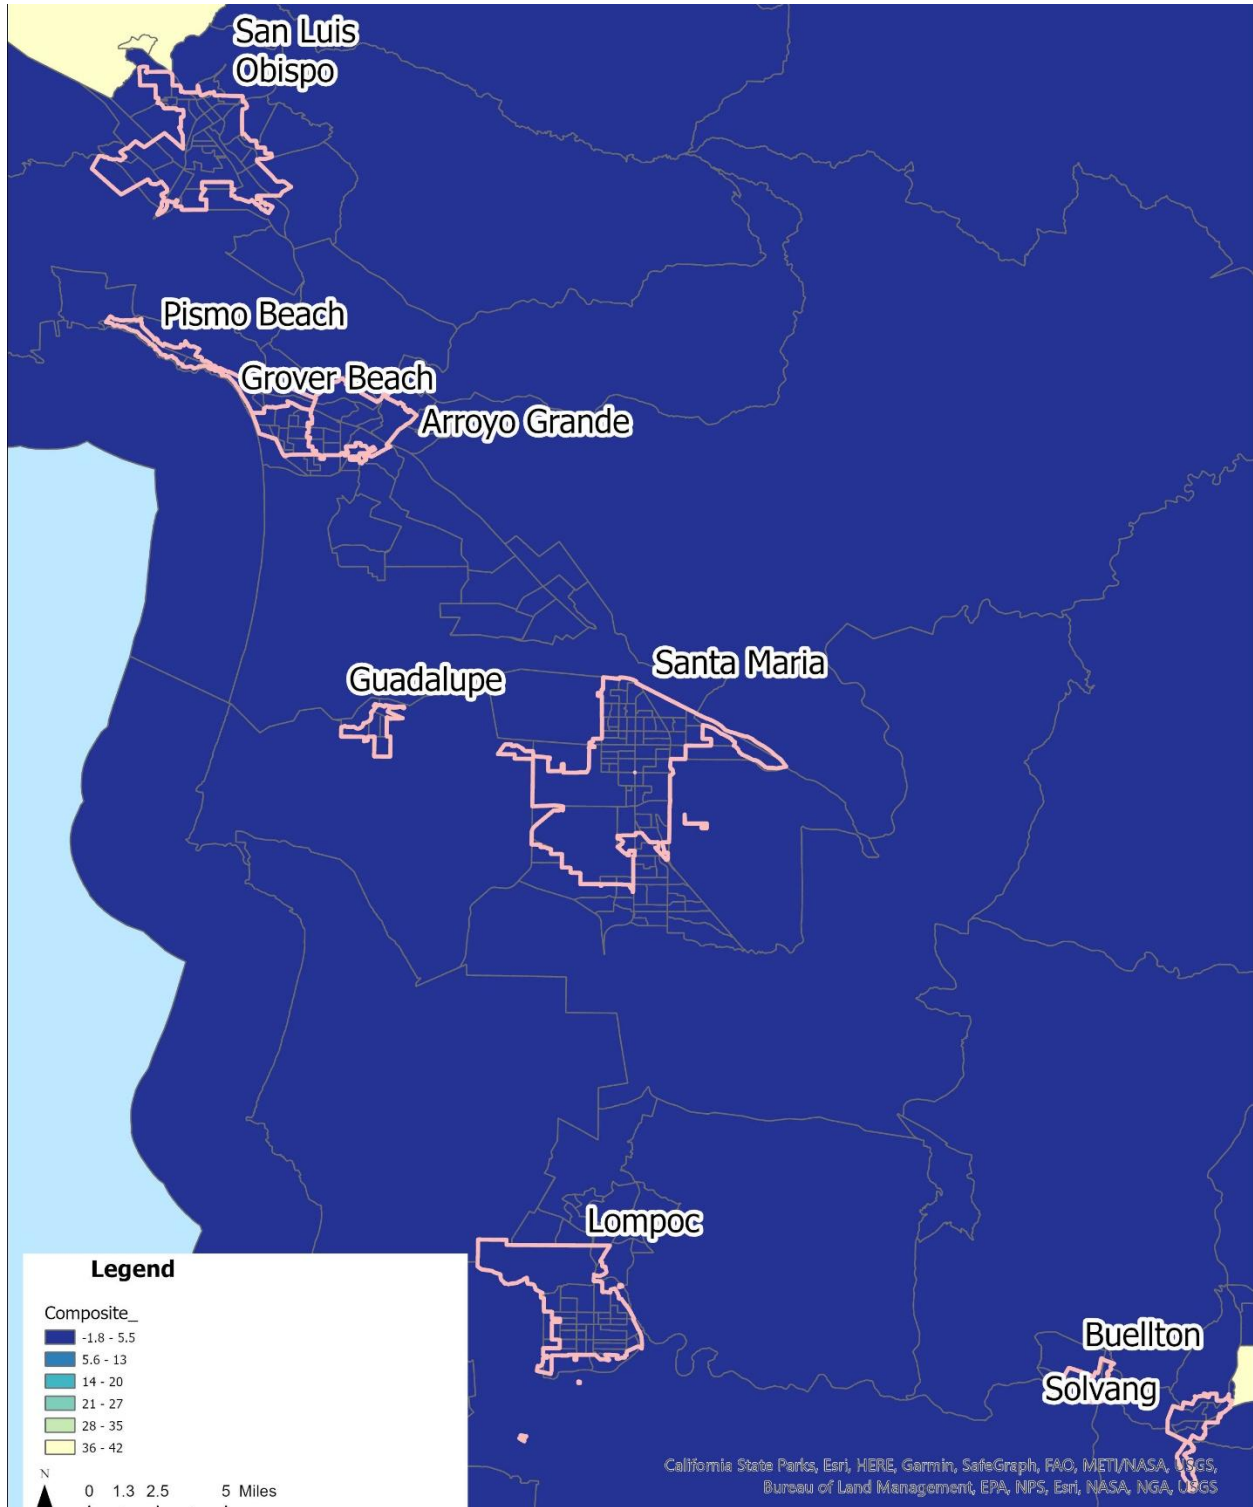 San Luis
Obispo
Pismo Beach
Grover Beach
Arroyo Grande
Santa Maria
Guadalupe
Lompoc
Buellton
Solvang
Legend
Composite_
-1.8 - 5.5
5.6 - 13
14 - 20
21 - 27
28 - 35
36 - 42
N
0 1.3 2.5 5 Miles
California State Parks, Esri, HERE, Garmin, SafeGraph, FAO, METI/NASA, USGS,
Bureau of Land Management, EPA, NPS, Esri, NASA, NGA, USGS